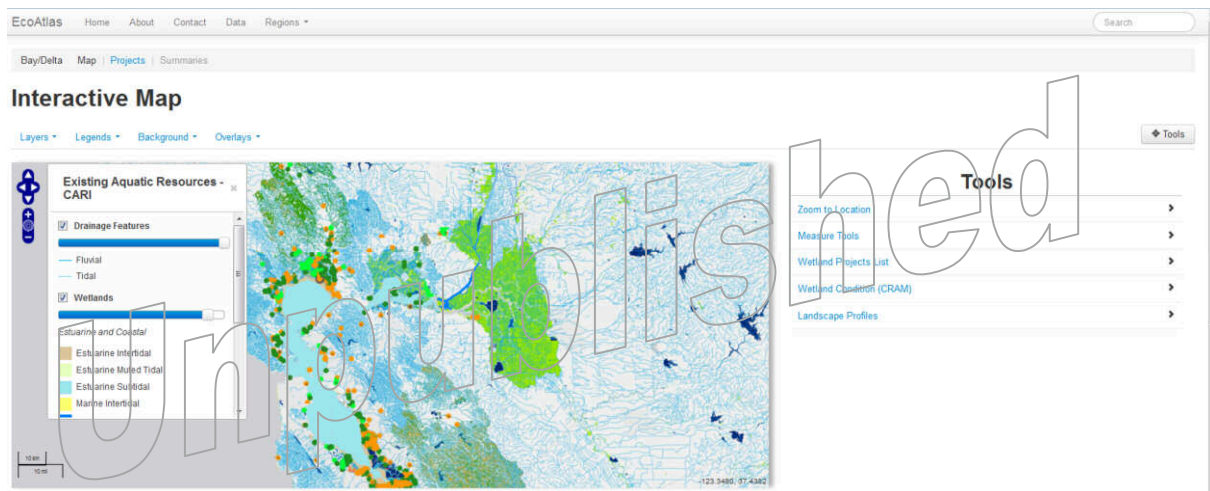 EcoAtlas Home About Contact Data Regions
Search
Bay/Delta Map | Projects | Summaries
Interactive Map
Layers Legends Background Overlays
Tools
Existing Aquatic Resources - CARI
×
Drainage Features
Fluvial
Tidal
Wetlands
Estuarine and Coastal
Estuarine Intertidal
Estuarine Muted Tidal
Estuarine Subtidal
Marine Intertidal
10 km
10 mi
-123.3480, 37.4382
Tools
Zoom to Location
Measure Tools
Wetland Projects List
Wetland Condition (CRAM)
Landscape Profiles
Unpublished